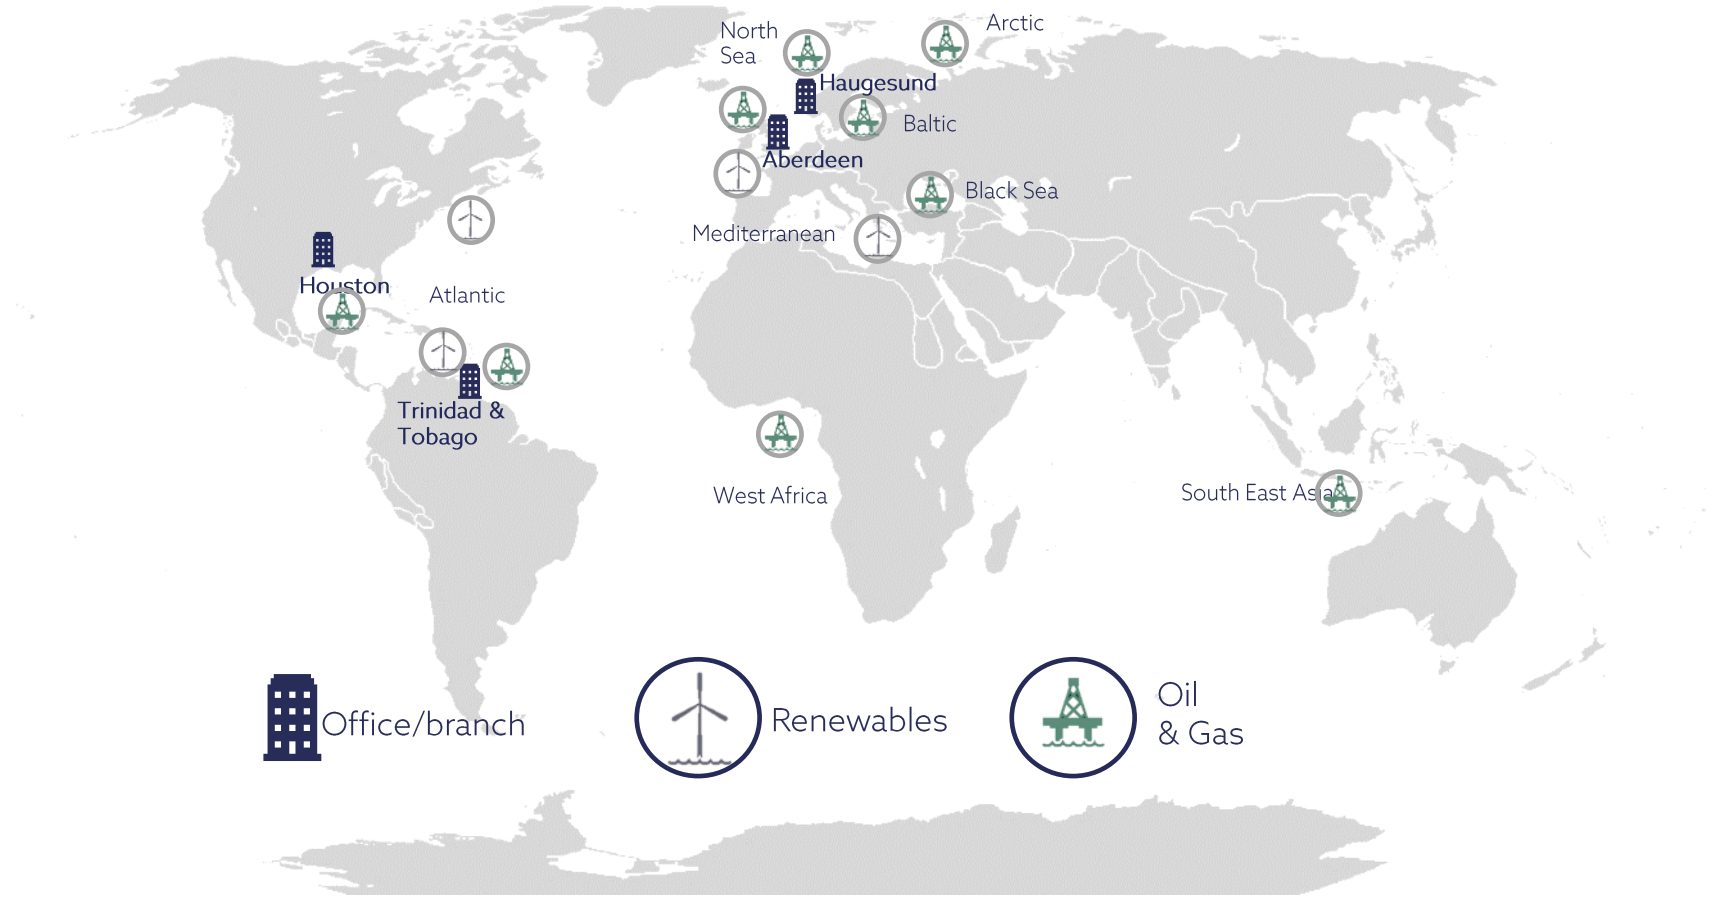 Arctic
North
Sea
Haugesund
Baltic
Aberdeen
Black Sea
Mediterranean
Houston
Atlantic
Trinidad &
Tobago
West Africa
South East Asia
Office/branch
Renewables
Oil
& Gas